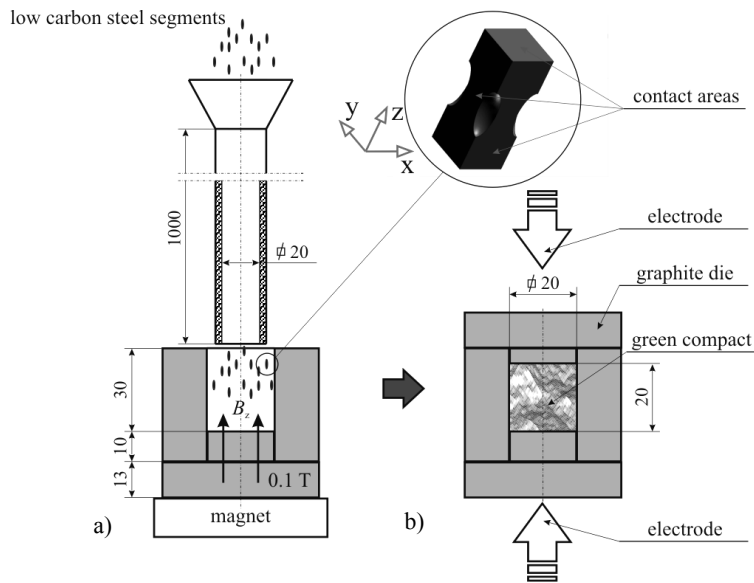 low carbon steel segments
contact areas
y
z
x
1000
⌀ 20
electrode
graphite die
⌀ 20
green compact
30
B_z
20
10
13
0.1 T
magnet
a)
b)
electrode